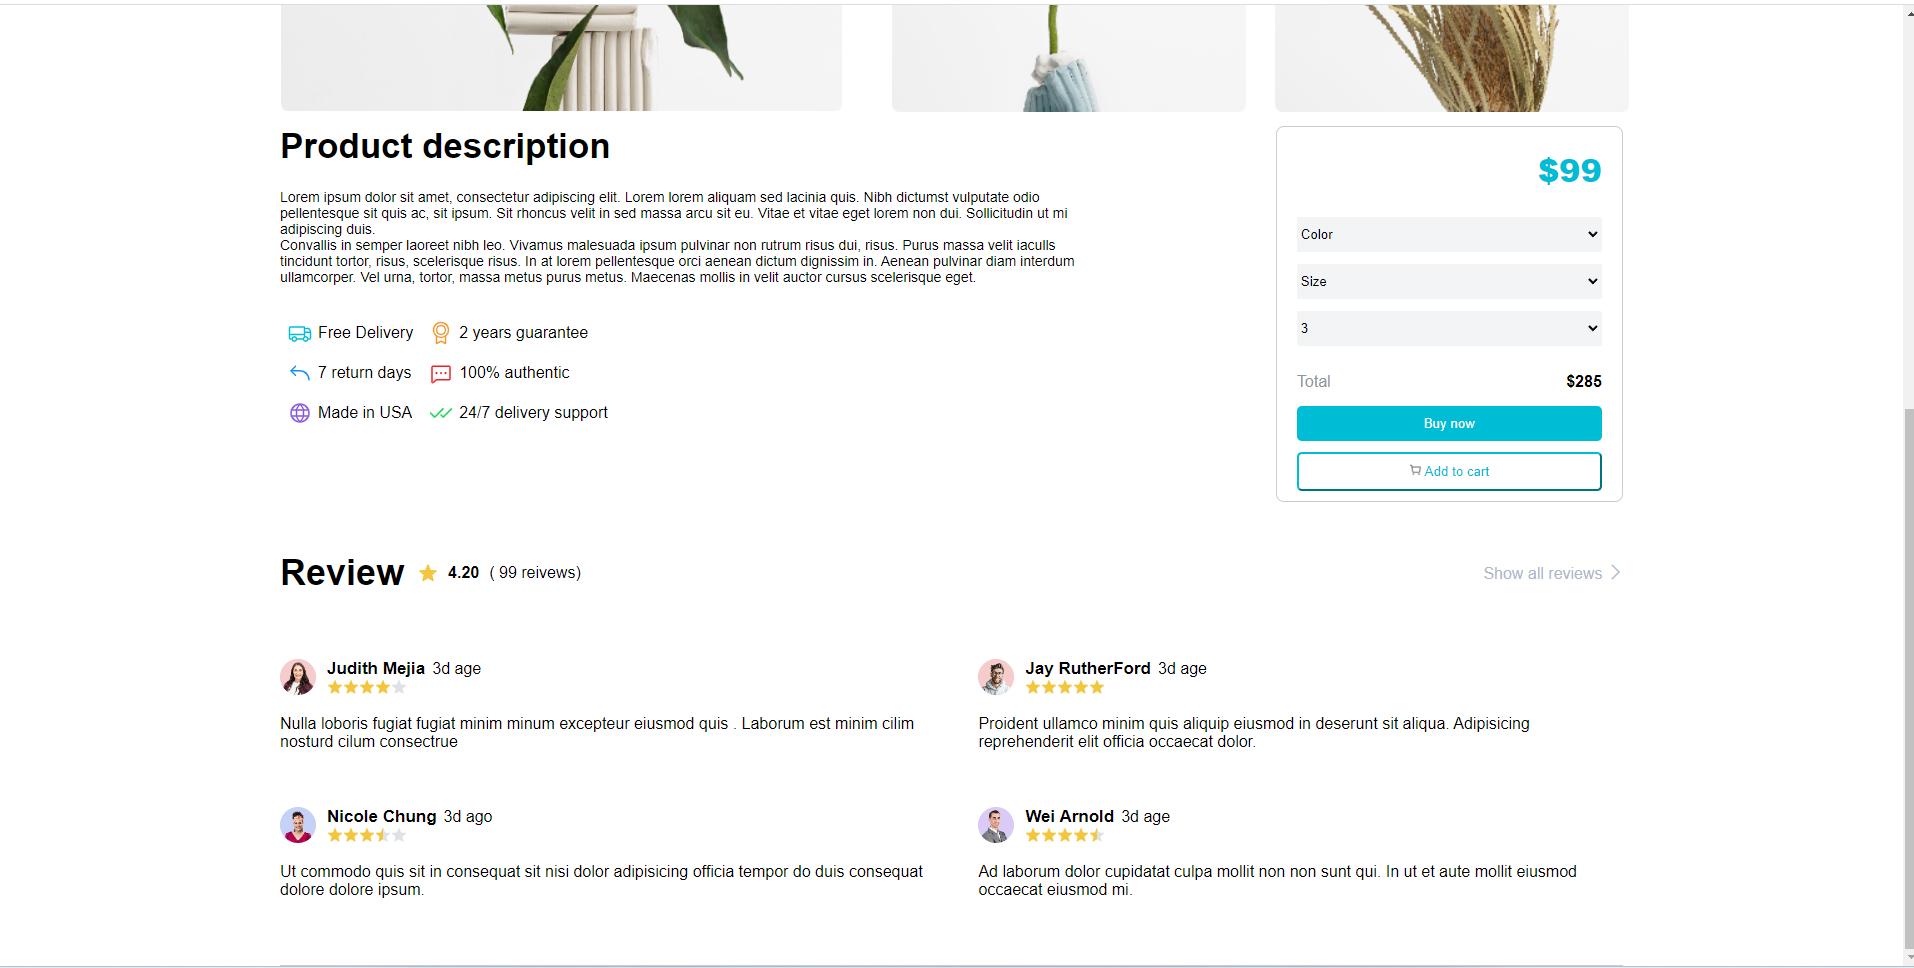 Product description
Lorem ipsum dolor sit amet, consectetur adipiscing elit. Lorem lorem aliquam sed lacinia quis. Nibh dictumst vulputate odio
pellentesque sit quis ac, sit ipsum. Sit rhoncus velit in sed massa arcu sit eu. Vitae et vitae eget lorem non dui. Sollicitudin ut mi
adipiscing duis.
Convallis in semper laoreet nibh leo. Vivamus malesuada ipsum pulvinar non rutrum risus dui, risus. Purus massa velit iaculls
tincidunt tortor, risus, scelerisque risus. In at lorem pellentesque orci aenean dictum dignissim in. Aenean pulvinar diam interdum
ullamcorper. Vel urna, tortor, massa metus purus metus. Maecenas mollis in velit auctor cursus scelerisque eget.
Free Delivery
2 years guarantee
7 return days
100% authentic
Made in USA
24/7 delivery support
$99
Color
Size
3
Total $285
Buy now
Add to cart
Review 4.20 ( 99 reivews)
Show all reviews
Judith Mejia 3d age
Nulla loboris fugiat fugiat minim minum excepteur eiusmod quis . Laborum est minim cilim
nosturd cilum consectrue
Jay RutherFord 3d age
Proident ullamco minim quis aliquip eiusmod in deserunt sit aliqua. Adipisicing
reprehenderit elit officia occaecat dolor.
Nicole Chung 3d ago
Ut commodo quis sit in consequat sit nisi dolor adipisicing officia tempor do duis consequat
dolore dolore ipsum.
Wei Arnold 3d age
Ad laborum dolor cupidatat culpa mollit non non sunt qui. In ut et aute mollit eiusmod
occaecat eiusmod mi.